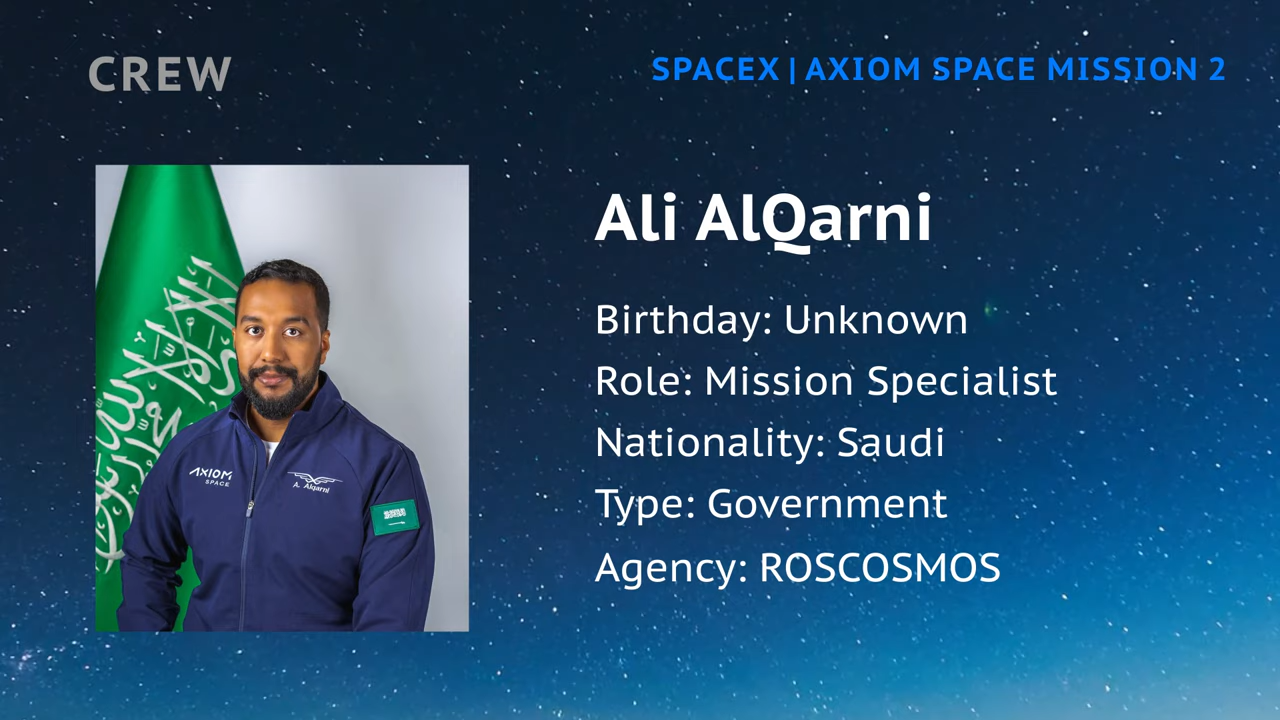 CREW
SPACEX | AXIOM SPACE MISSION 2
Ali AlQarni
Birthday: Unknown
Role: Mission Specialist
Nationality: Saudi
Type: Government
Agency: ROSCOSMOS
AXIOM
SPACE
A. Alqarni